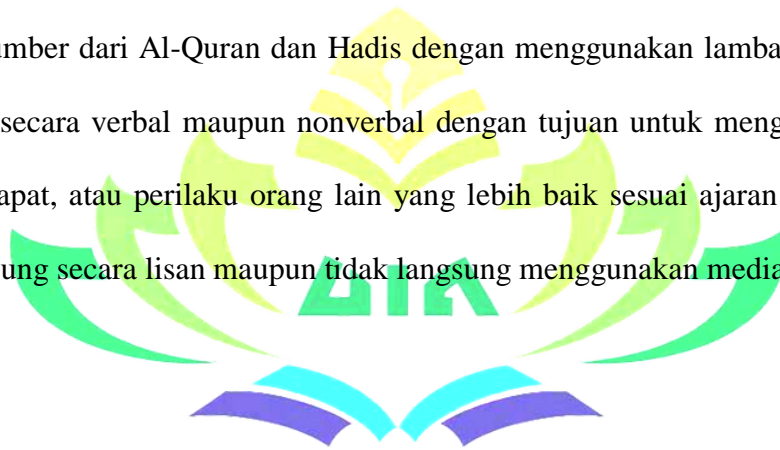 umber dari Al-Quran dan Hadis dengan menggunakan lamba
secara verbal maupun nonverbal dengan tujuan untuk meng
apat, atau perilaku orang lain yang lebih baik sesuai ajaran
ung secara lisan maupun tidak langsung menggunakan media